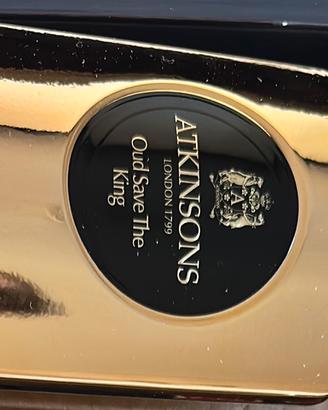 A
ATKINSONS
LONDON 1799
Oud Save The
King